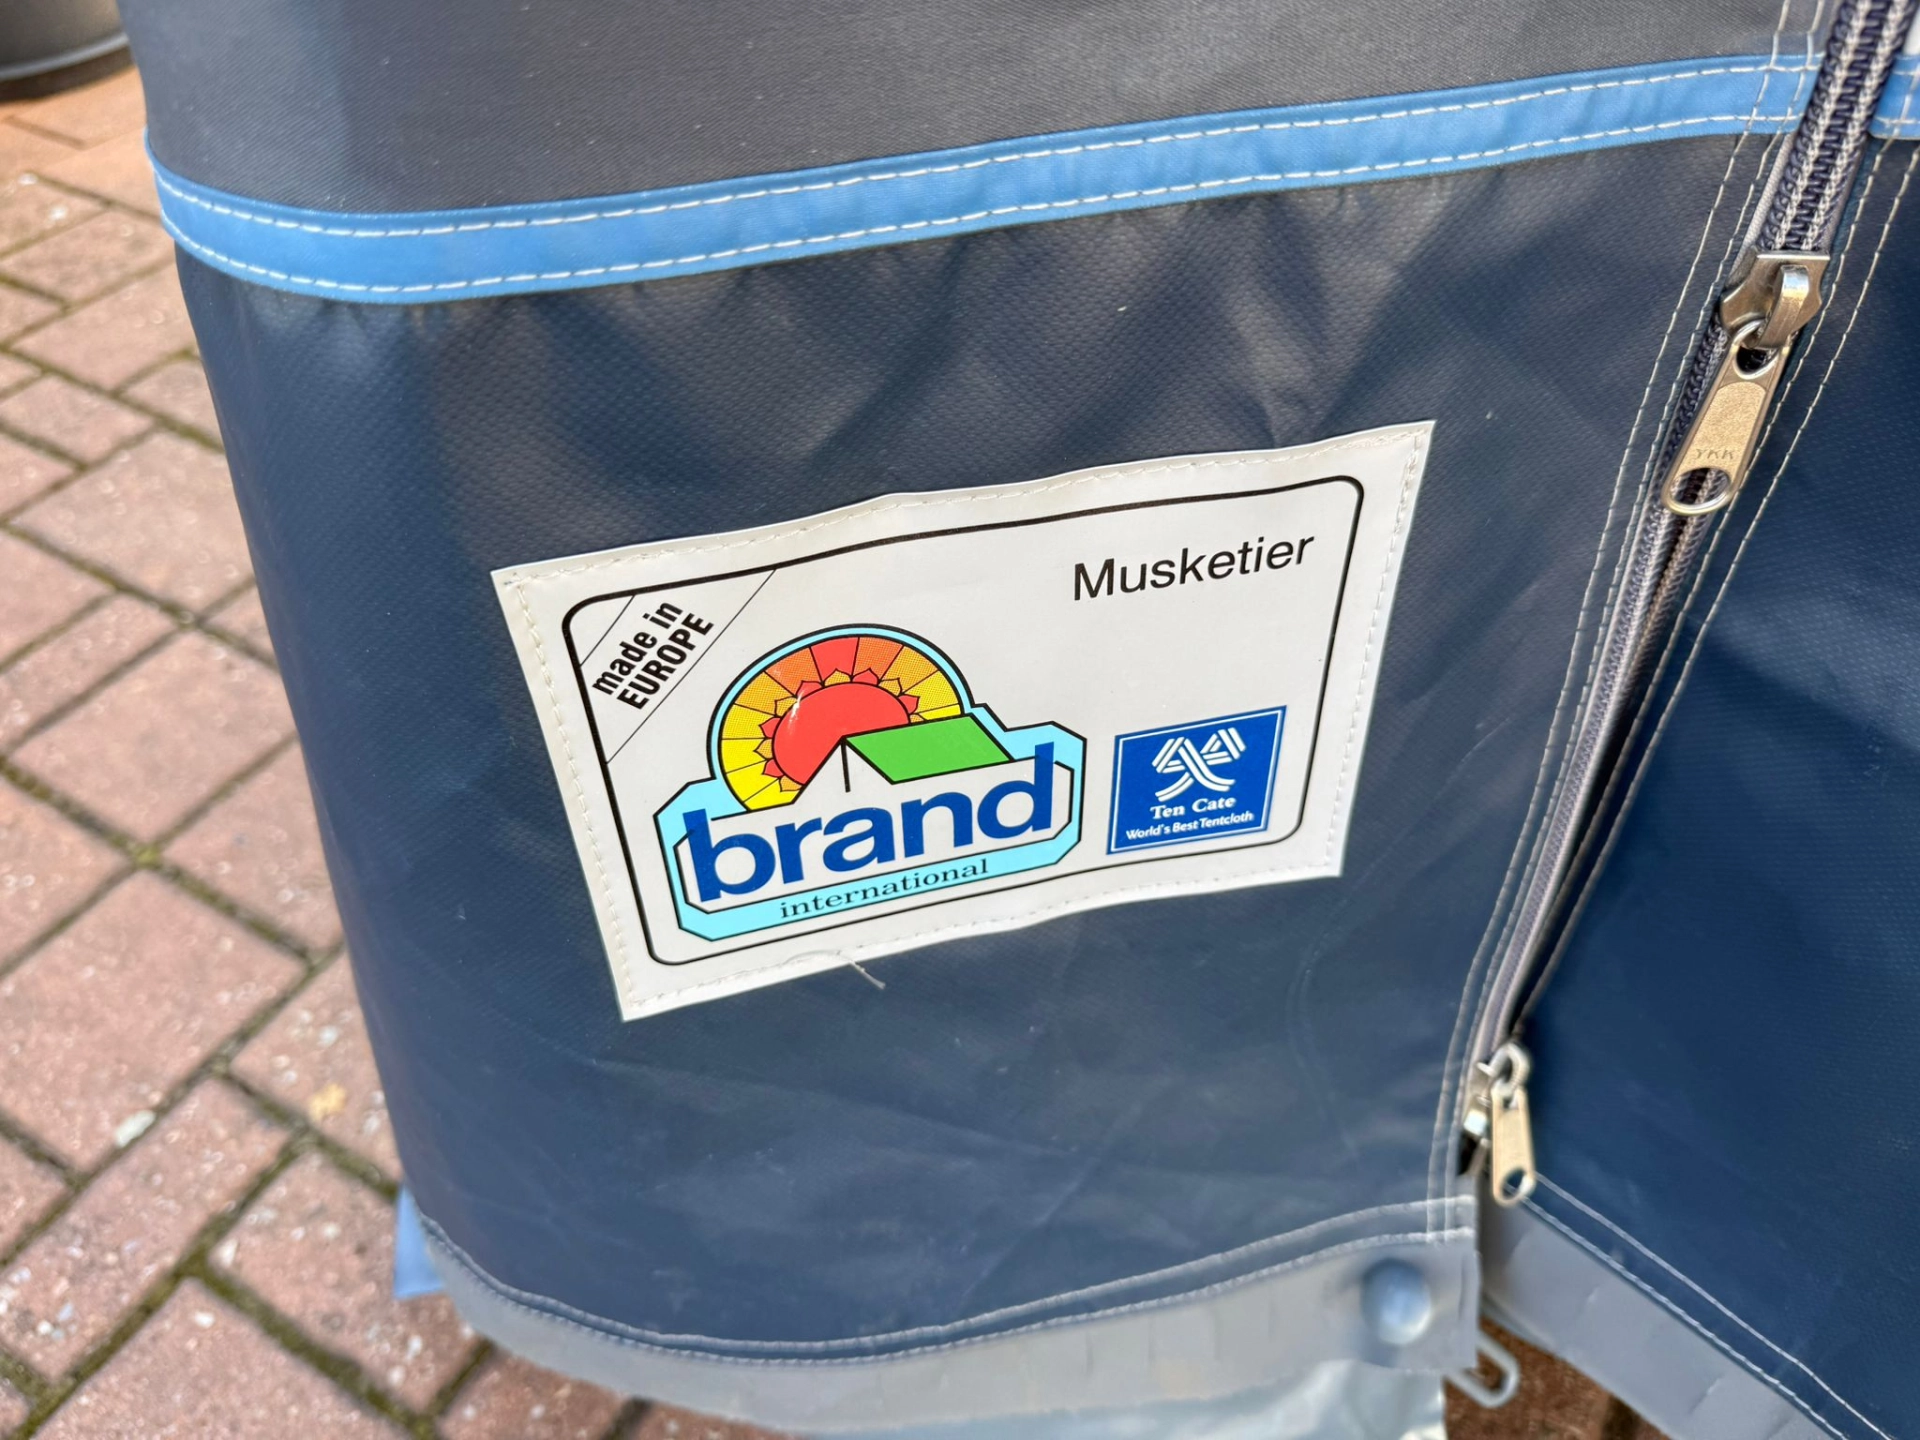 YKK
Musketier
made in
EUROPE
brand
international
Ten Cate
World's Best Tentcloth